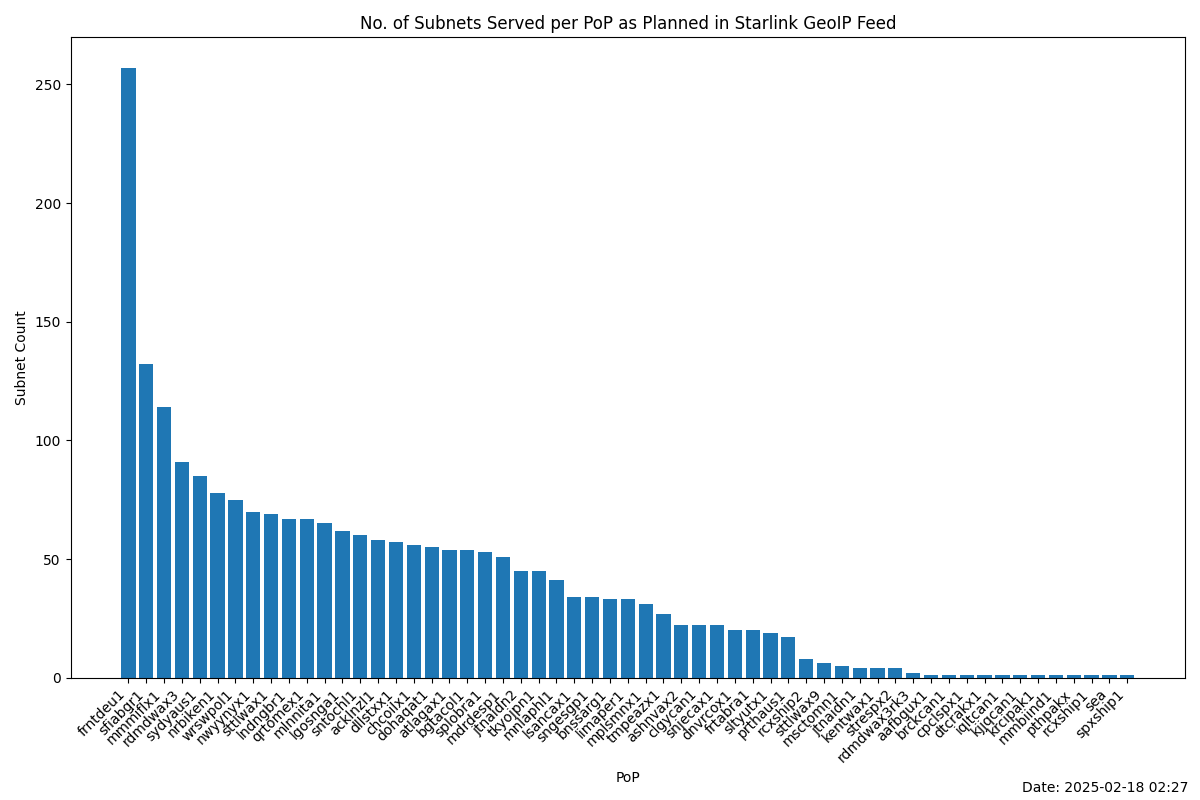 No. of Subnets Served per PoP as Planned in Starlink GeoIP Feed
Subnet Count
250
200
150
100
50
0
frntdeu1
sfiabgr1
mmmiflx1
rdmdwax3
sydyaus1
nrbiken1
wrswpol1
nwyynyx1
sttlwax1
lndngbr1
qrtomex1
mlnnita1
lgosnga1
sntochl1
acklnzl1
dllstxx1
chcoilx1
dohaqat1
atlagax1
bgtacol1
splobra1
mdrdesp1
jtnaidn2
tkyojpn1
mnlaphl1
lsancax1
sngesgp1
bnssarg1
limaper1
mplsmnx1
tmpeazx1
ashnvax2
clgycan1
snjecax1
dnvrcox1
frtabra1
sltyutx1
prthaus1
rcxship2
sttlwax9
msctomn1
jtnaidn1
kentwax1
strespx2
rdmdwax3rk3
aafbgux1
brckcan1
cpclspx1
dtctrakx1
iqltcan1
kjjqcan1
krcipak1
mmbiind1
ptnpakx
rcxship1
sea
spxship1
PoP
Date: 2025-02-18 02:27